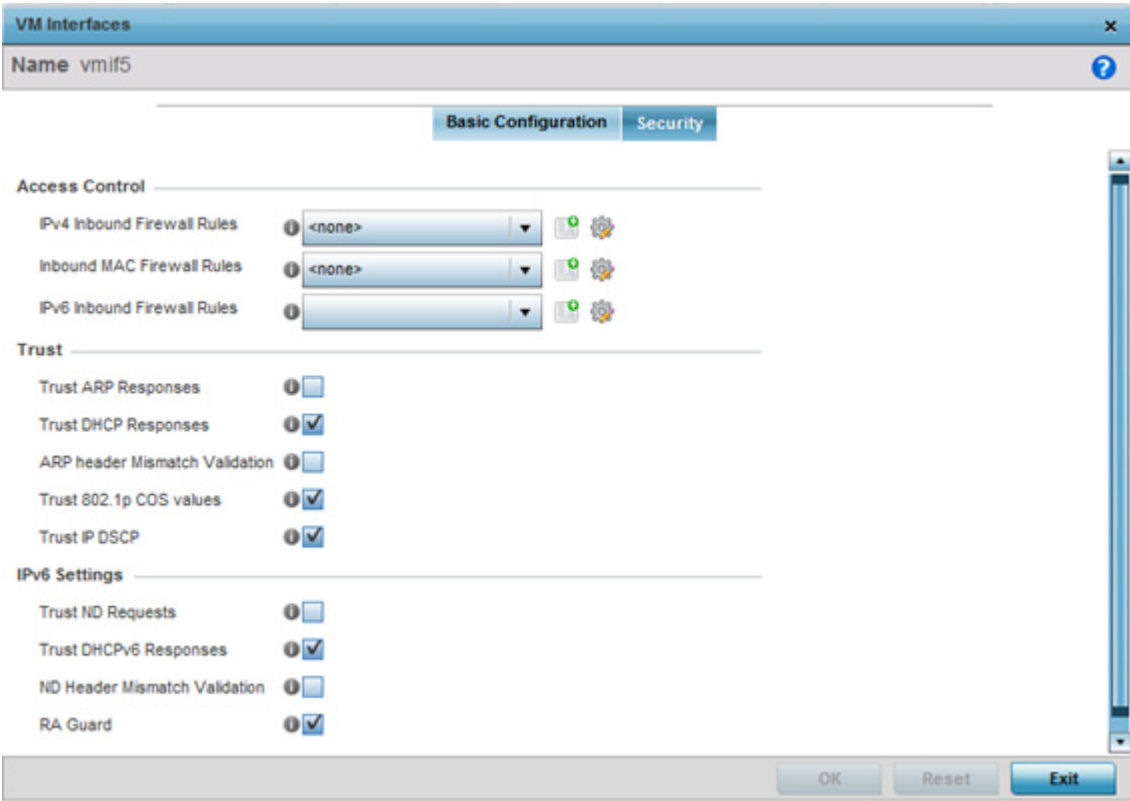 VM Interfaces
Name vmif5
Basic Configuration
Security
Access Control
IPv4 Inbound Firewall Rules
<none>
Inbound MAC Firewall Rules
<none>
IPv6 Inbound Firewall Rules
Trust
Trust ARP Responses
Trust DHCP Responses
ARP header Mismatch Validation
Trust 802.1p COS values
Trust IP DSCP
IPv6 Settings
Trust ND Requests
Trust DHCPv6 Responses
ND Header Mismatch Validation
RA Guard
OK
Reset
Exit